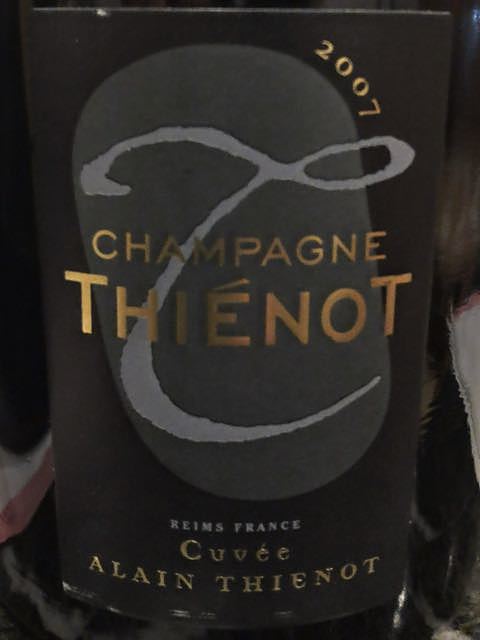 2007
CHAMPAGNE
THIÉNOT
REIMS FRANCE
Cuvée
ALAIN THIENOT